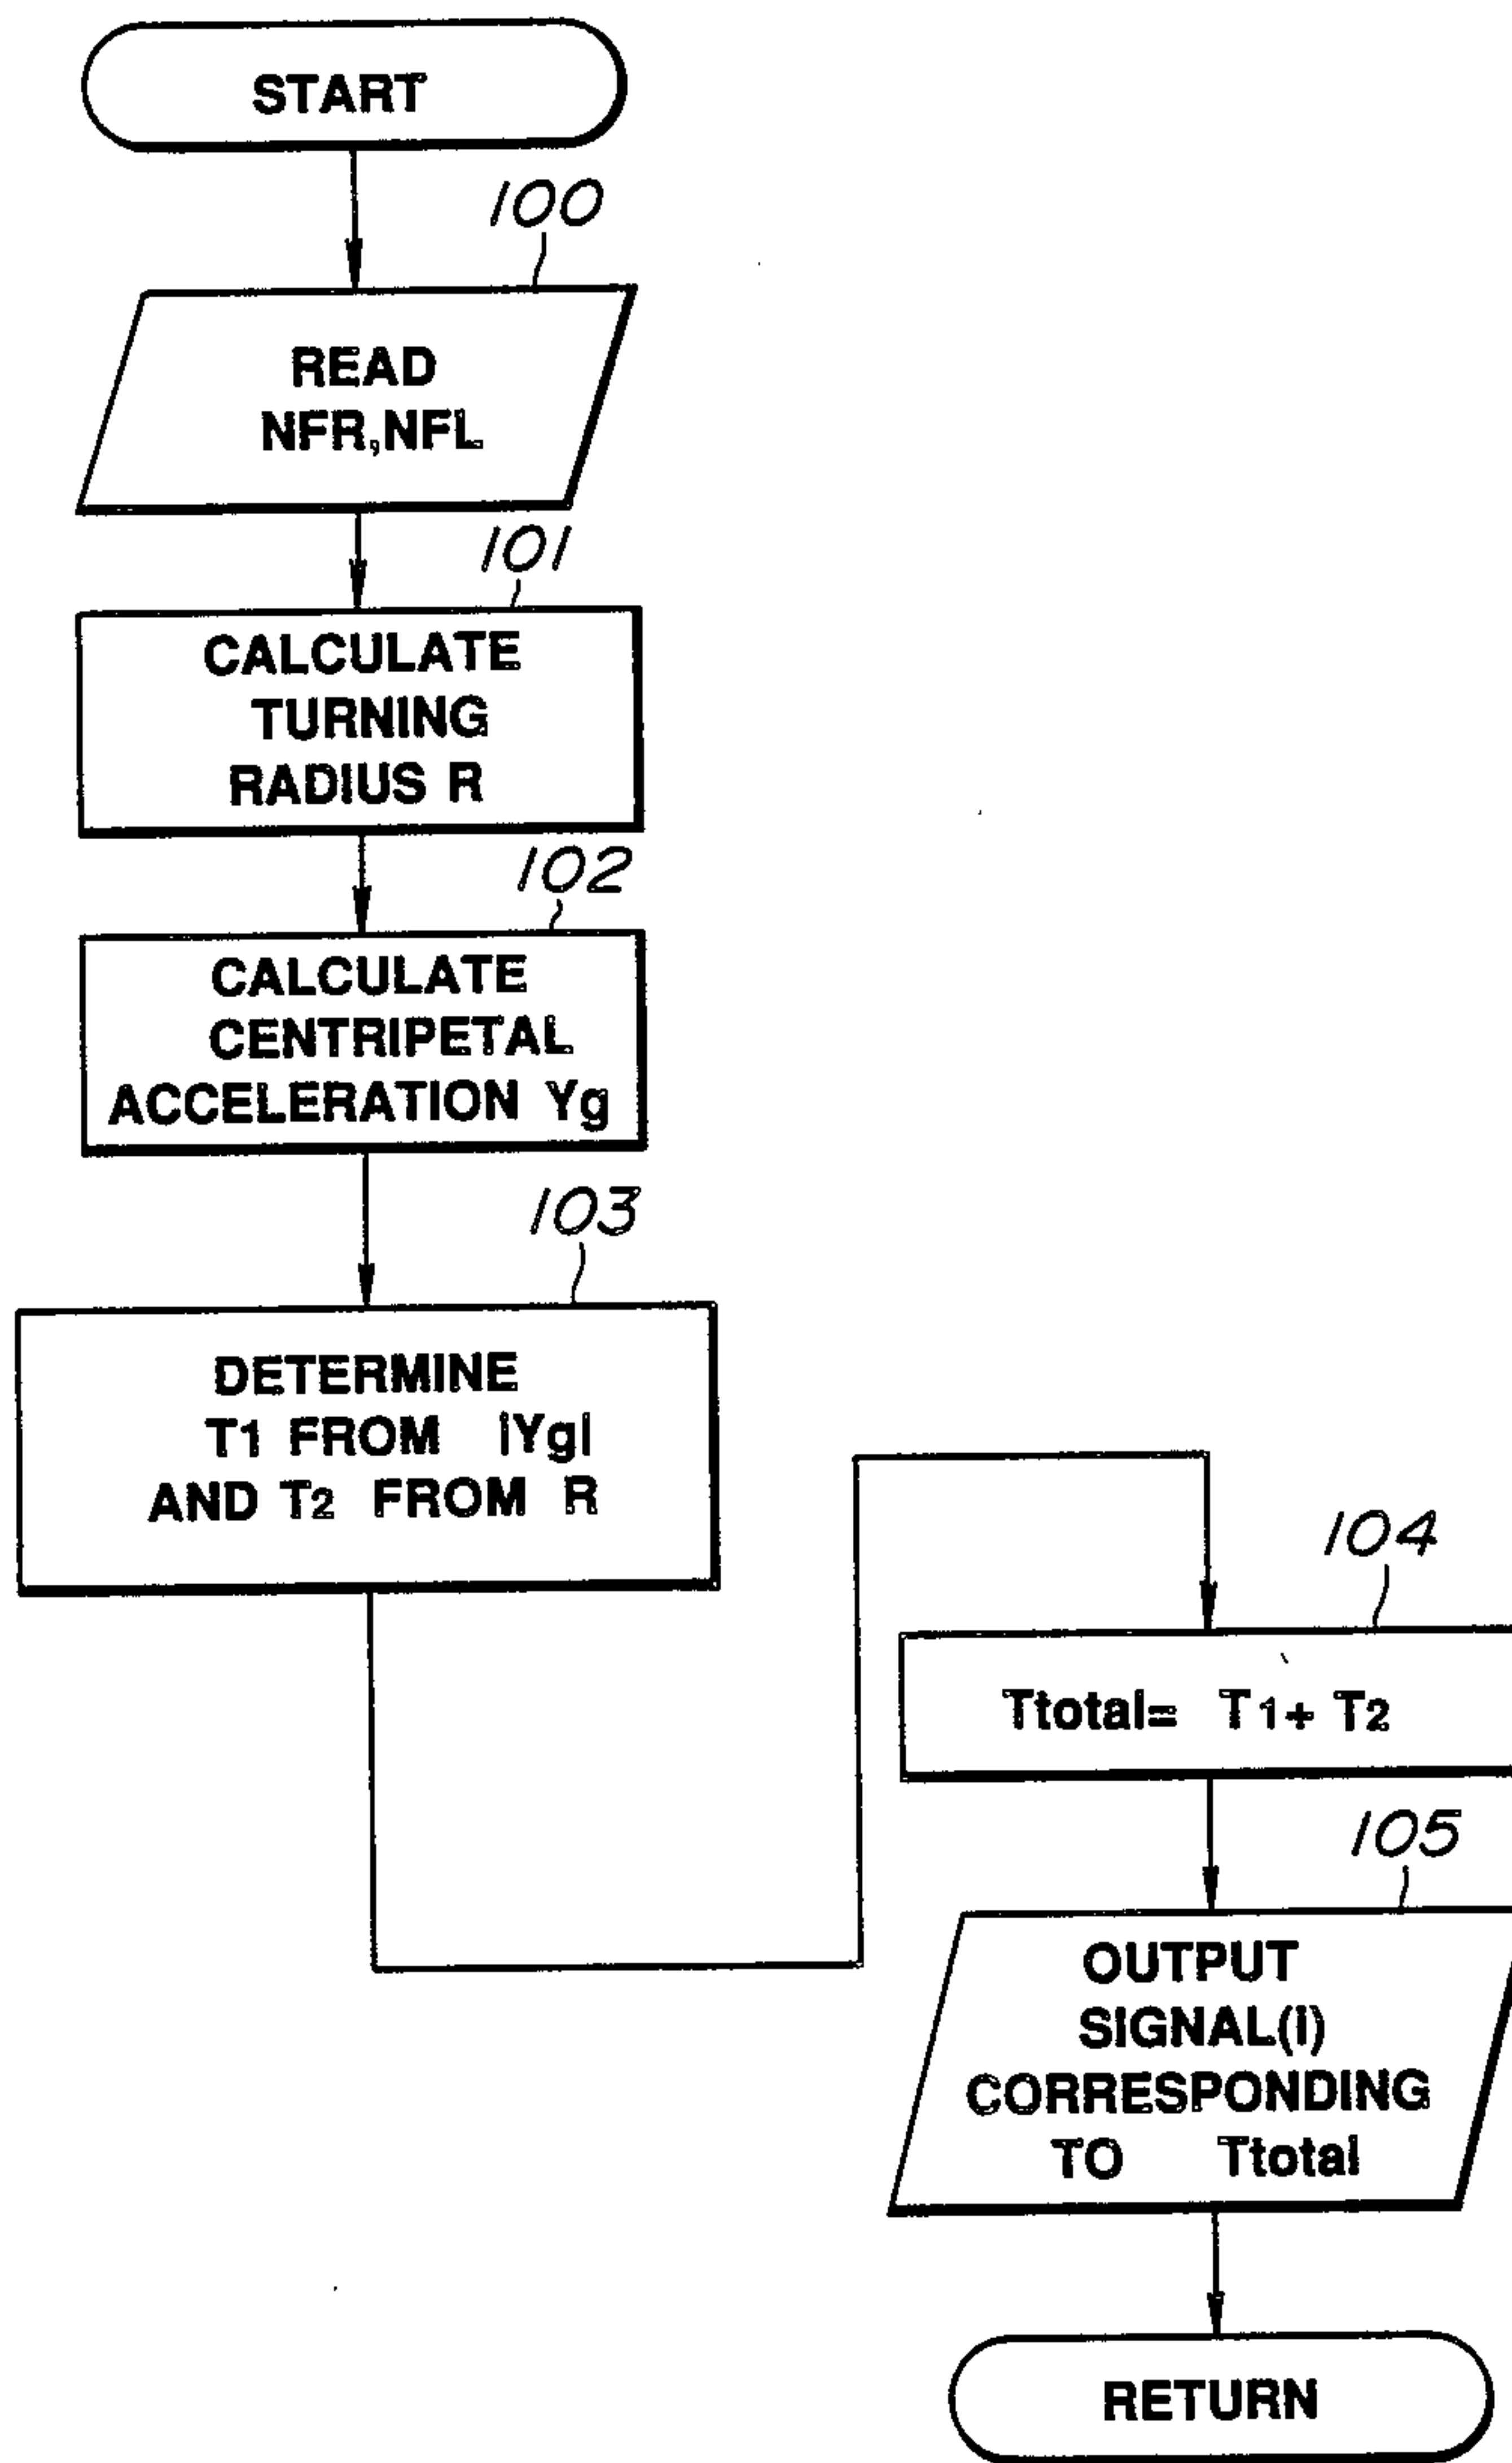 START
100
READ
NFR,NFL
101
CALCULATE
TURNING
RADIUS R
102
CALCULATE
CENTRIPETAL
ACCELERATION Yg
103
DETERMINE
T1 FROM |Yg|
AND T2 FROM R
104
Ttotal= T1+ T2
105
OUTPUT
SIGNAL(i)
CORRESPONDING
TO Ttotal
RETURN